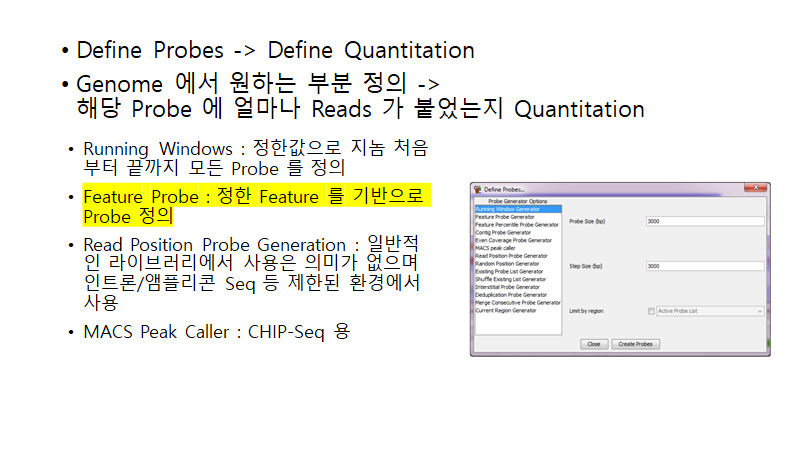 • Define Probes -> Define Quantitation
• Genome 에서 원하는 부분 정의 ->
해당 Probe 에 얼마나 Reads 가 붙었는지 Quantitation
• Running Windows : 정한값으로 지놈 처음
부터 끝까지 모든 Probe 를 정의
• Feature Probe : 정한 Feature 를 기반으로
Probe 정의
• Read Position Probe Generation : 일반적
인 라이브러리에서 사용은 의미가 없으며
인트론/앰플리콘 Seq 등 제한된 환경에서
사용
• MACS Peak Caller : CHIP-Seq 용
Define Probes...
Probe Generator Options
Running Window Generator
Feature Probe Generator
Feature Percentile Probe Generator
Contig Probe Generator
Even Coverage Probe Generator
MACS peak caller
Read Position Probe Generator
Random Position Generator
Existing Probe List Generator
Shuffle Existing List Generator
Interstitial Probe Generator
Deduplication Probe Generator
Merge Consecutive Probe Generator
Current Region Generator
Probe Size (bp)
3000
Step Size (bp)
3000
Limit by region
Active Probe List
Close
Create Probes